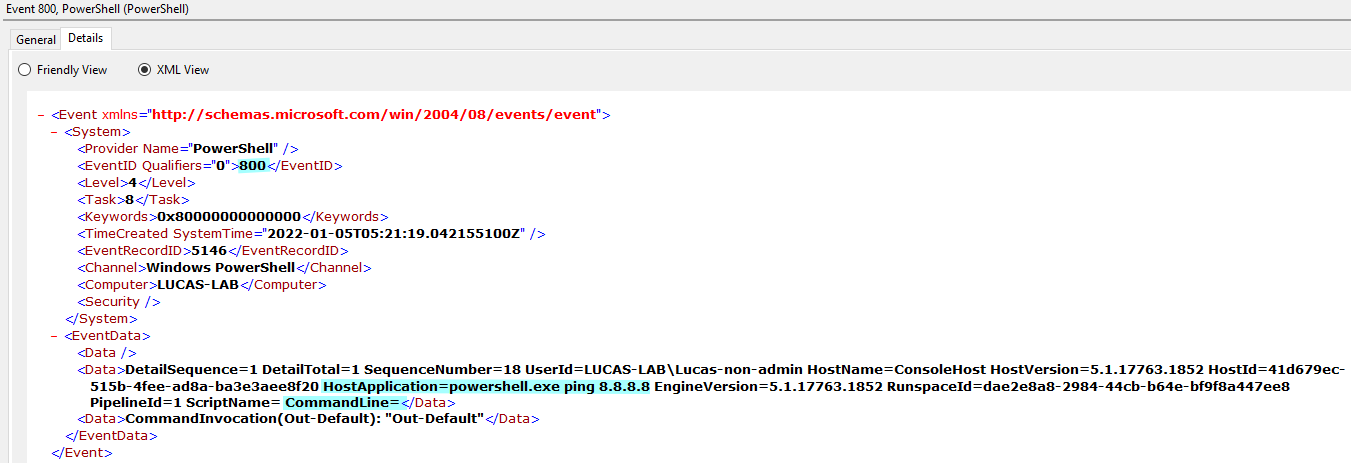 Event 800, PowerShell (PowerShell)
General Details
Friendly View XML View
- <Event xmlns="http://schemas.microsoft.com/win/2004/08/events/event">
- <System>
<Provider Name="PowerShell" />
<EventID Qualifiers="0">800</EventID>
<Level>4</Level>
<Task>8</Task>
<Keywords>0x80000000000000</Keywords>
<TimeCreated SystemTime="2022-01-05T05:21:19.042155100Z" />
<EventRecordID>5146</EventRecordID>
<Channel>Windows PowerShell</Channel>
<Computer>LUCAS-LAB</Computer>
<Security />
</System>
- <EventData>
<Data />
<Data>DetailSequence=1 DetailTotal=1 SequenceNumber=18 UserId=LUCAS-LAB\Lucas-non-admin HostName=ConsoleHost HostVersion=5.1.17763.1852 HostId=41d679ec-
515b-4fee-ad8a-ba3e3aee8f20 HostApplication=powershell.exe ping 8.8.8.8 EngineVersion=5.1.17763.1852 RunspaceId=dae2e8a8-2984-44cb-b64e-bf9f8a447ee8
PipelineId=1 ScriptName= CommandLine=</Data>
<Data>CommandInvocation(Out-Default): "Out-Default"</Data>
</EventData>
</Event>